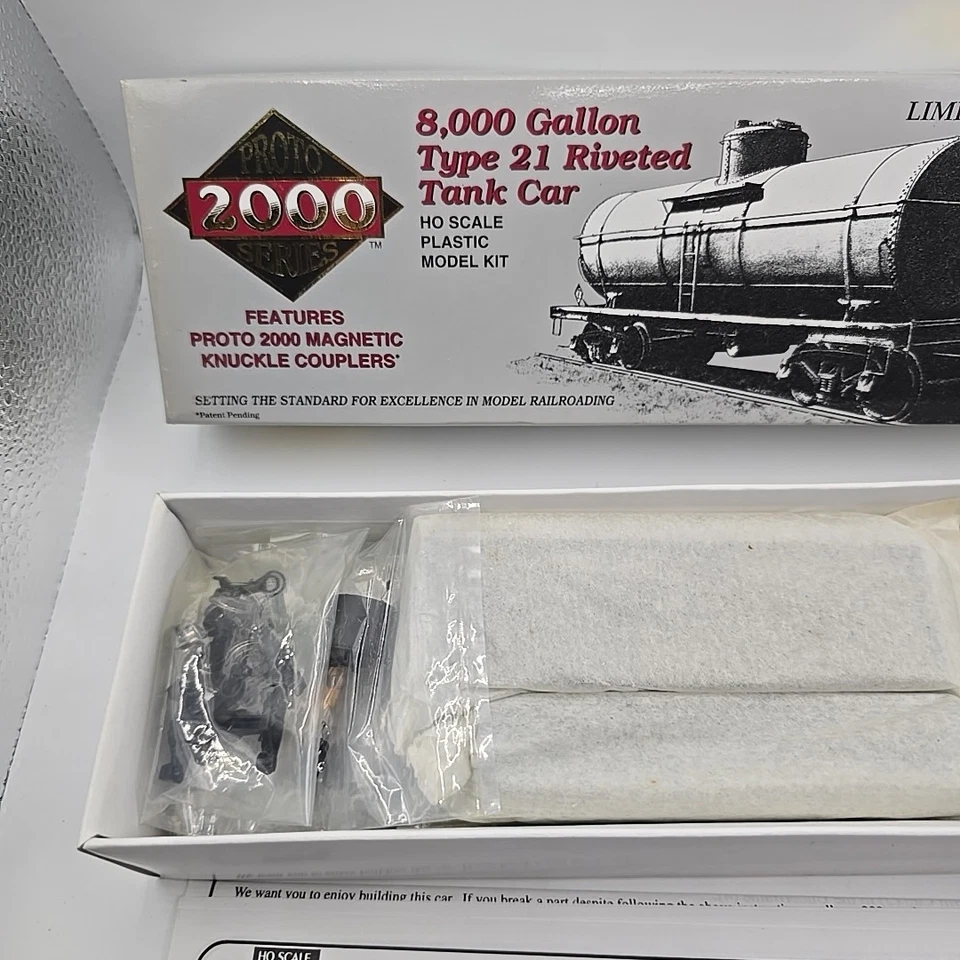 PROTO
2000
SERIES
TM
FEATURES
PROTO 2000 MAGNETIC
KNUCKLE COUPLERS*
SETTING THE STANDARD FOR EXCELLENCE IN MODEL RAILROADING
*Patent Pending
8,000 Gallon
Type 21 Riveted
Tank Car
HO SCALE
PLASTIC
MODEL KIT
LIM
We want you to enjoy building this car. If you break a part despite following the above
HO SCALE